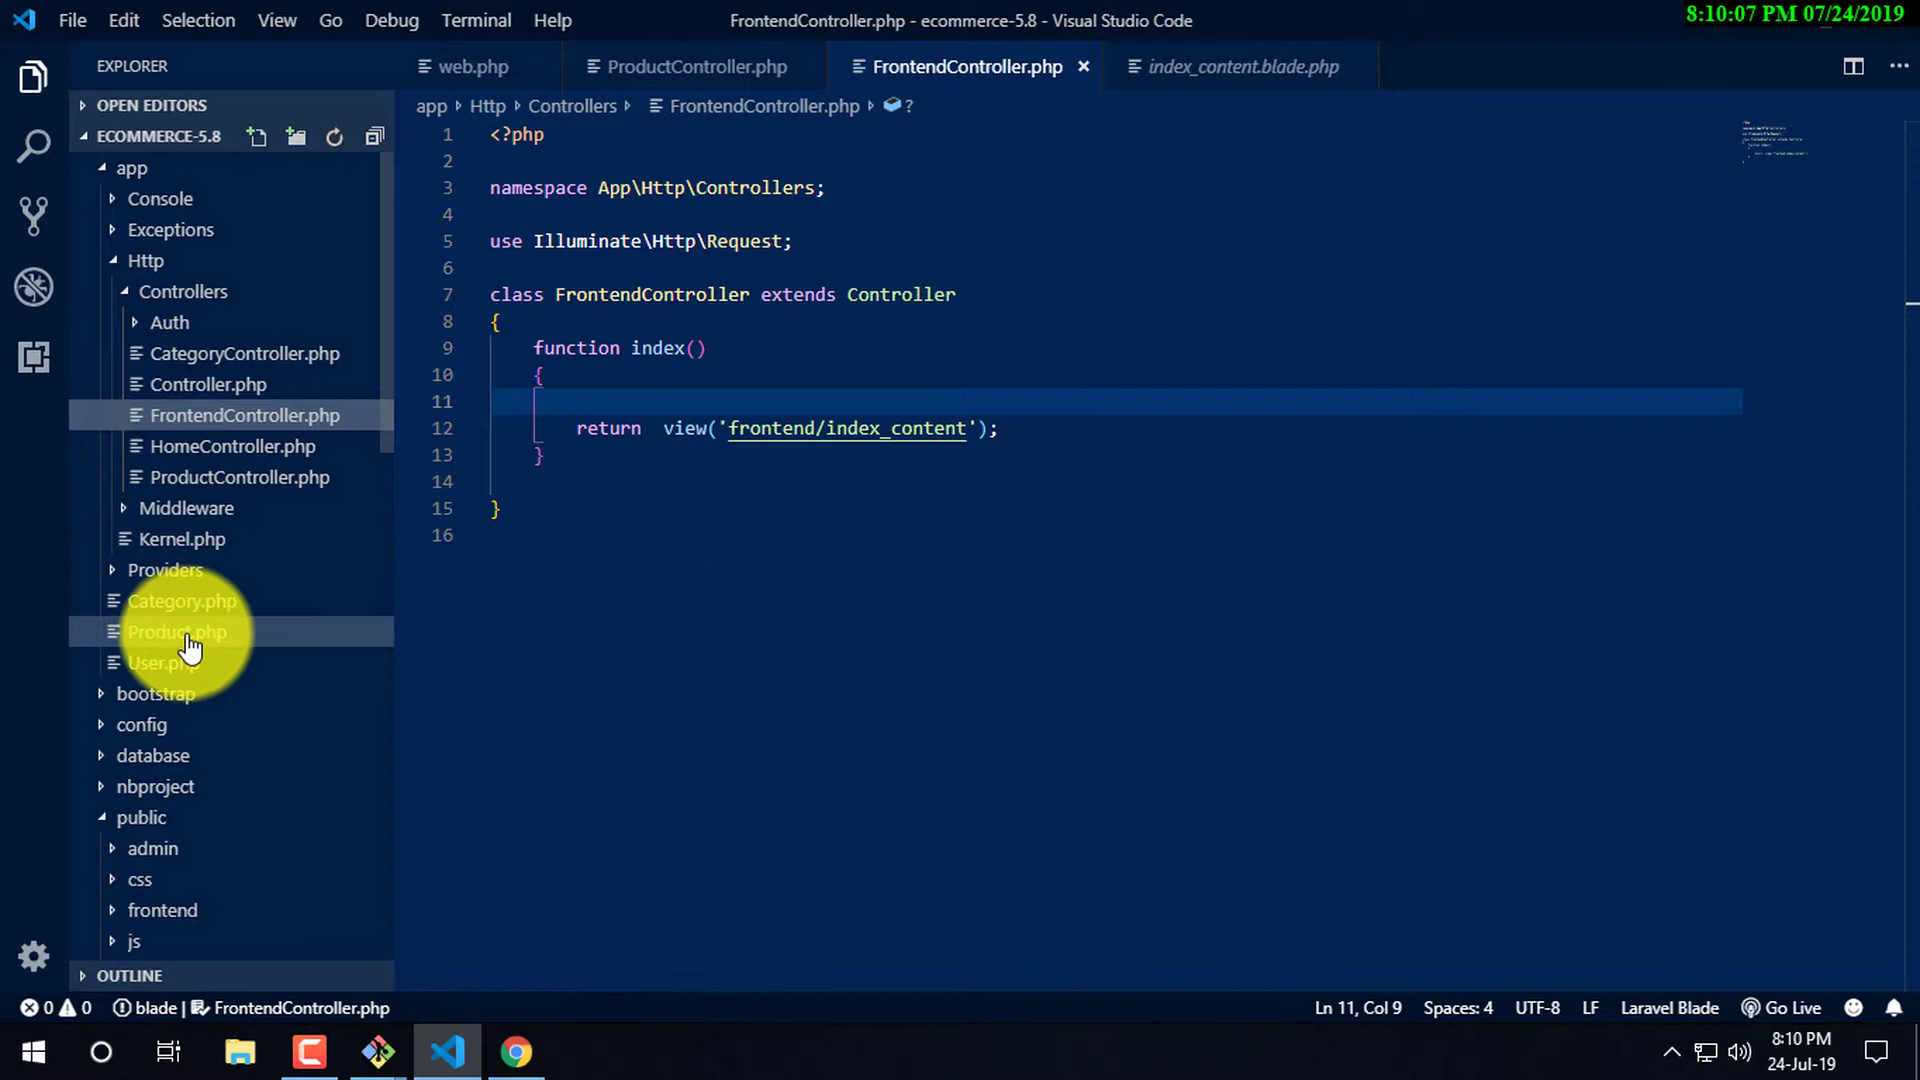 File Edit Selection View Go Debug Terminal Help
FrontendController.php - ecommerce-5.8 - Visual Studio Code
8:10:07 PM 07/24/2019
EXPLORER
web.php
ProductController.php
FrontendController.php ×
index_content.blade.php
OPEN EDITORS
ECOMMERCE-5.8
app
Console
Exceptions
Http
Controllers
Auth
CategoryController.php
Controller.php
FrontendController.php
HomeController.php
ProductController.php
Middleware
Kernel.php
Providers
Category.php
Product.php
User.php
bootstrap
config
database
nbproject
public
admin
css
frontend
js
OUTLINE
app Http Controllers FrontendController.php ?
1 <?php
2
3 namespace App\Http\Controllers;
4
5 use Illuminate\Http\Request;
6
7 class FrontendController extends Controller
8 {
9 function index()
10 {
11
12 return view('frontend/index_content');
13 }
14
15 }
16
0 0 blade | FrontendController.php
Ln 11, Col 9 Spaces: 4 UTF-8 LF Laravel Blade Go Live
8:10 PM
24-Jul-19